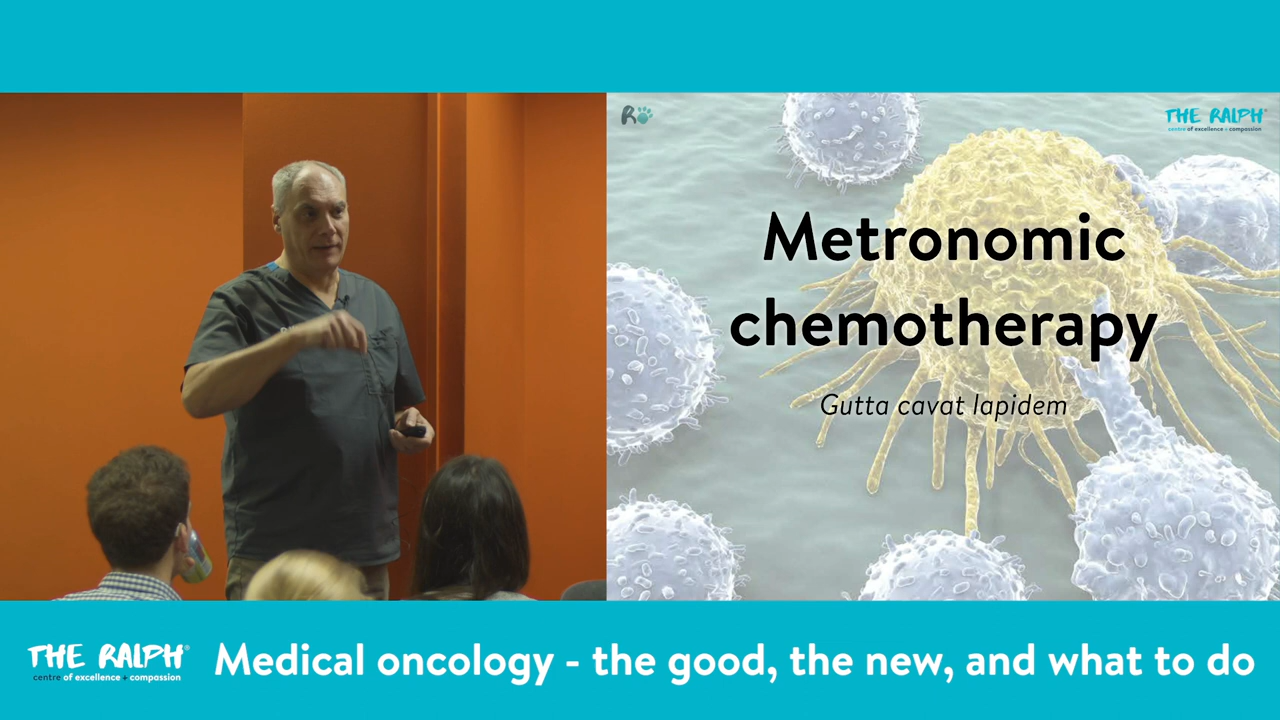 R
THE RALPH®
centre of excellence + compassion
Metronomic
chemotherapy
Gutta cavat lapidem
THE RALPH®
centre of excellence + compassion
Medical oncology - the good, the new, and what to do